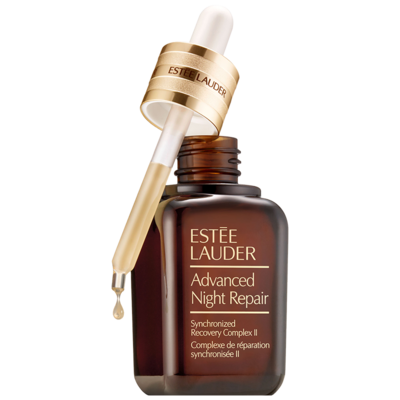 ESTĒE LAUDER
ESTĒE
LAUDER
Advanced
Night Repair
Synchronized
Recovery Complex II
Complexe de réparation
synchronisée II